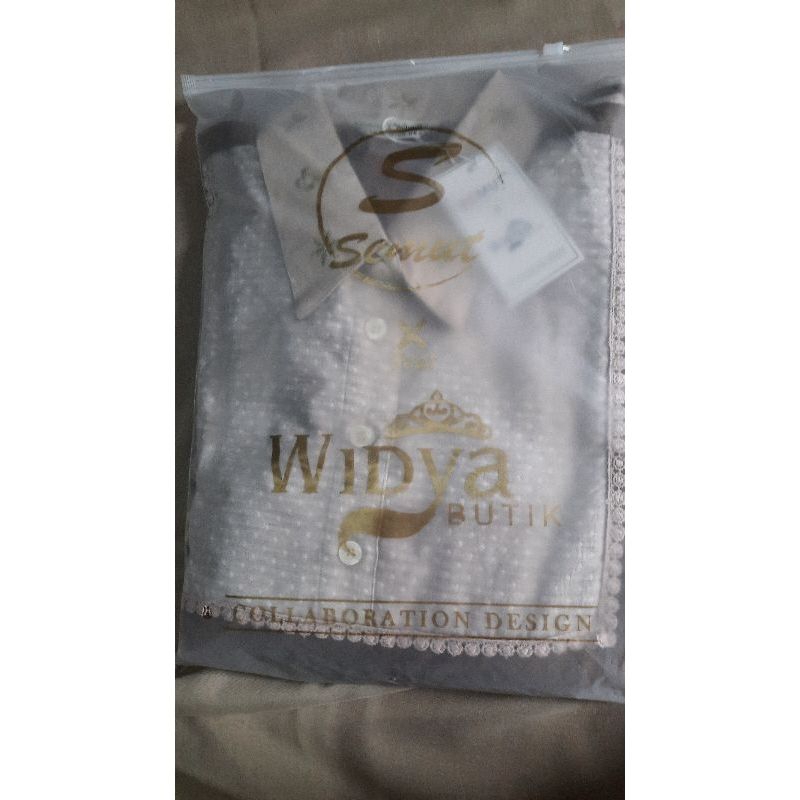 S
Semut
X
WiDya
BUTIK
COLLABORATION DESIGN